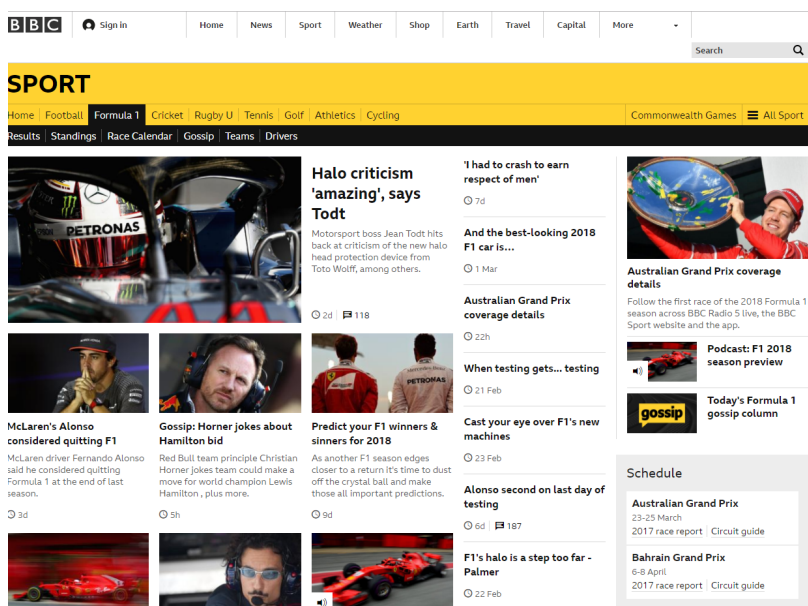 BBC
Sign in
Home
News
Sport
Weather
Shop
Earth
Travel
Capital
More
Search
SPORT
Home
Football
Formula 1
Cricket
Rugby U
Tennis
Golf
Athletics
Cycling
Commonwealth Games
All Sport
Results
Standings
Race Calendar
Gossip
Teams
Drivers
PETRONAS
44
Halo criticism
'amazing', says
Todt
Motorsport boss Jean Todt hits
back at criticism of the new halo
head protection device from
Toto Wolff, among others.
2d
118
McLaren's Alonso
considered quitting F1
McLaren driver Fernando Alonso
said he considered quitting
Formula 1 at the end of last
season.
3d
Gossip: Horner jokes about
Hamilton bid
Red Bull team principle Christian
Horner jokes team could make a
move for world champion Lewis
Hamilton , plus more.
5h
PETRONAS
Predict your F1 winners &
sinners for 2018
As another F1 season edges
closer to a return it's time to dust
off the crystal ball and make
those all important predictions.
9d
'I had to crash to earn
respect of men'
7d
And the best-looking 2018
F1 car is...
1 Mar
Australian Grand Prix
coverage details
22h
When testing gets... testing
21 Feb
Cast your eye over F1's new
machines
23 Feb
Alonso second on last day of
testing
6d
187
F1's halo is a step too far -
Palmer
22 Feb
Australian Grand Prix coverage
details
Follow the first race of the 2018 Formula 1
season across BBC Radio 5 live, the BBC
Sport website and the app.
Podcast: F1 2018
season preview
gossip
Today's Formula 1
gossip column
Schedule
Australian Grand Prix
23-25 March
2017 race report
Circuit guide
Bahrain Grand Prix
6-8 April
2017 race report
Circuit guide